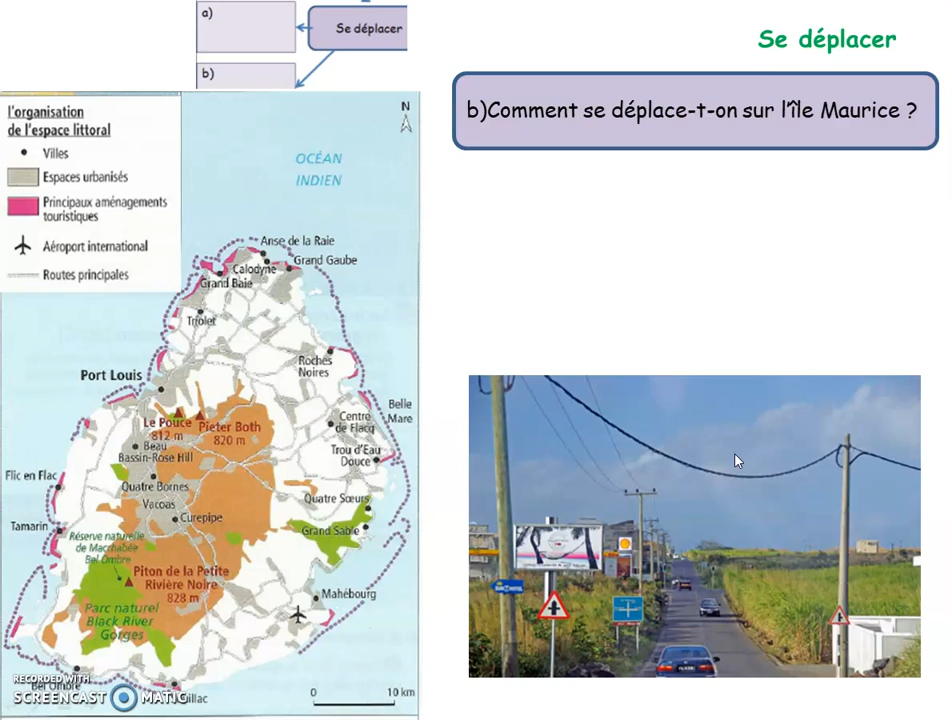 a)
Se déplacer
b)
Se déplacer
b)Comment se déplace-t-on sur l'île Maurice ?
l'organisation
de l'espace littoral
Villes
Espaces urbanisés
Principaux aménagements
touristiques
Aéroport international
Routes principales
N
OCÉAN
INDIEN
Anse de la Raie
Grand Gaube
Calodyne
Grand Baie
Triolet
Roches
Noires
Port Louis
Belle
Mare
Le Pouce
812 m
Pieter Both
820 m
Centre
de Flacq
Beau
Bassin-Rose Hill
Trou d'Eau
Douce
Flic en Flac
Quatre Bornes
Vacoas
Quatre Sœurs
Curepipe
Tamarin
Grand Sable
Réserve naturelle
de Macchabée
Bel Ombre
Piton de la Petite
Rivière Noire
828 m
Mahébourg
Parc naturel
Black River
Gorges
RECORDED WITH
SCREENCAST MATIC
Bel Ombre
0 10 km